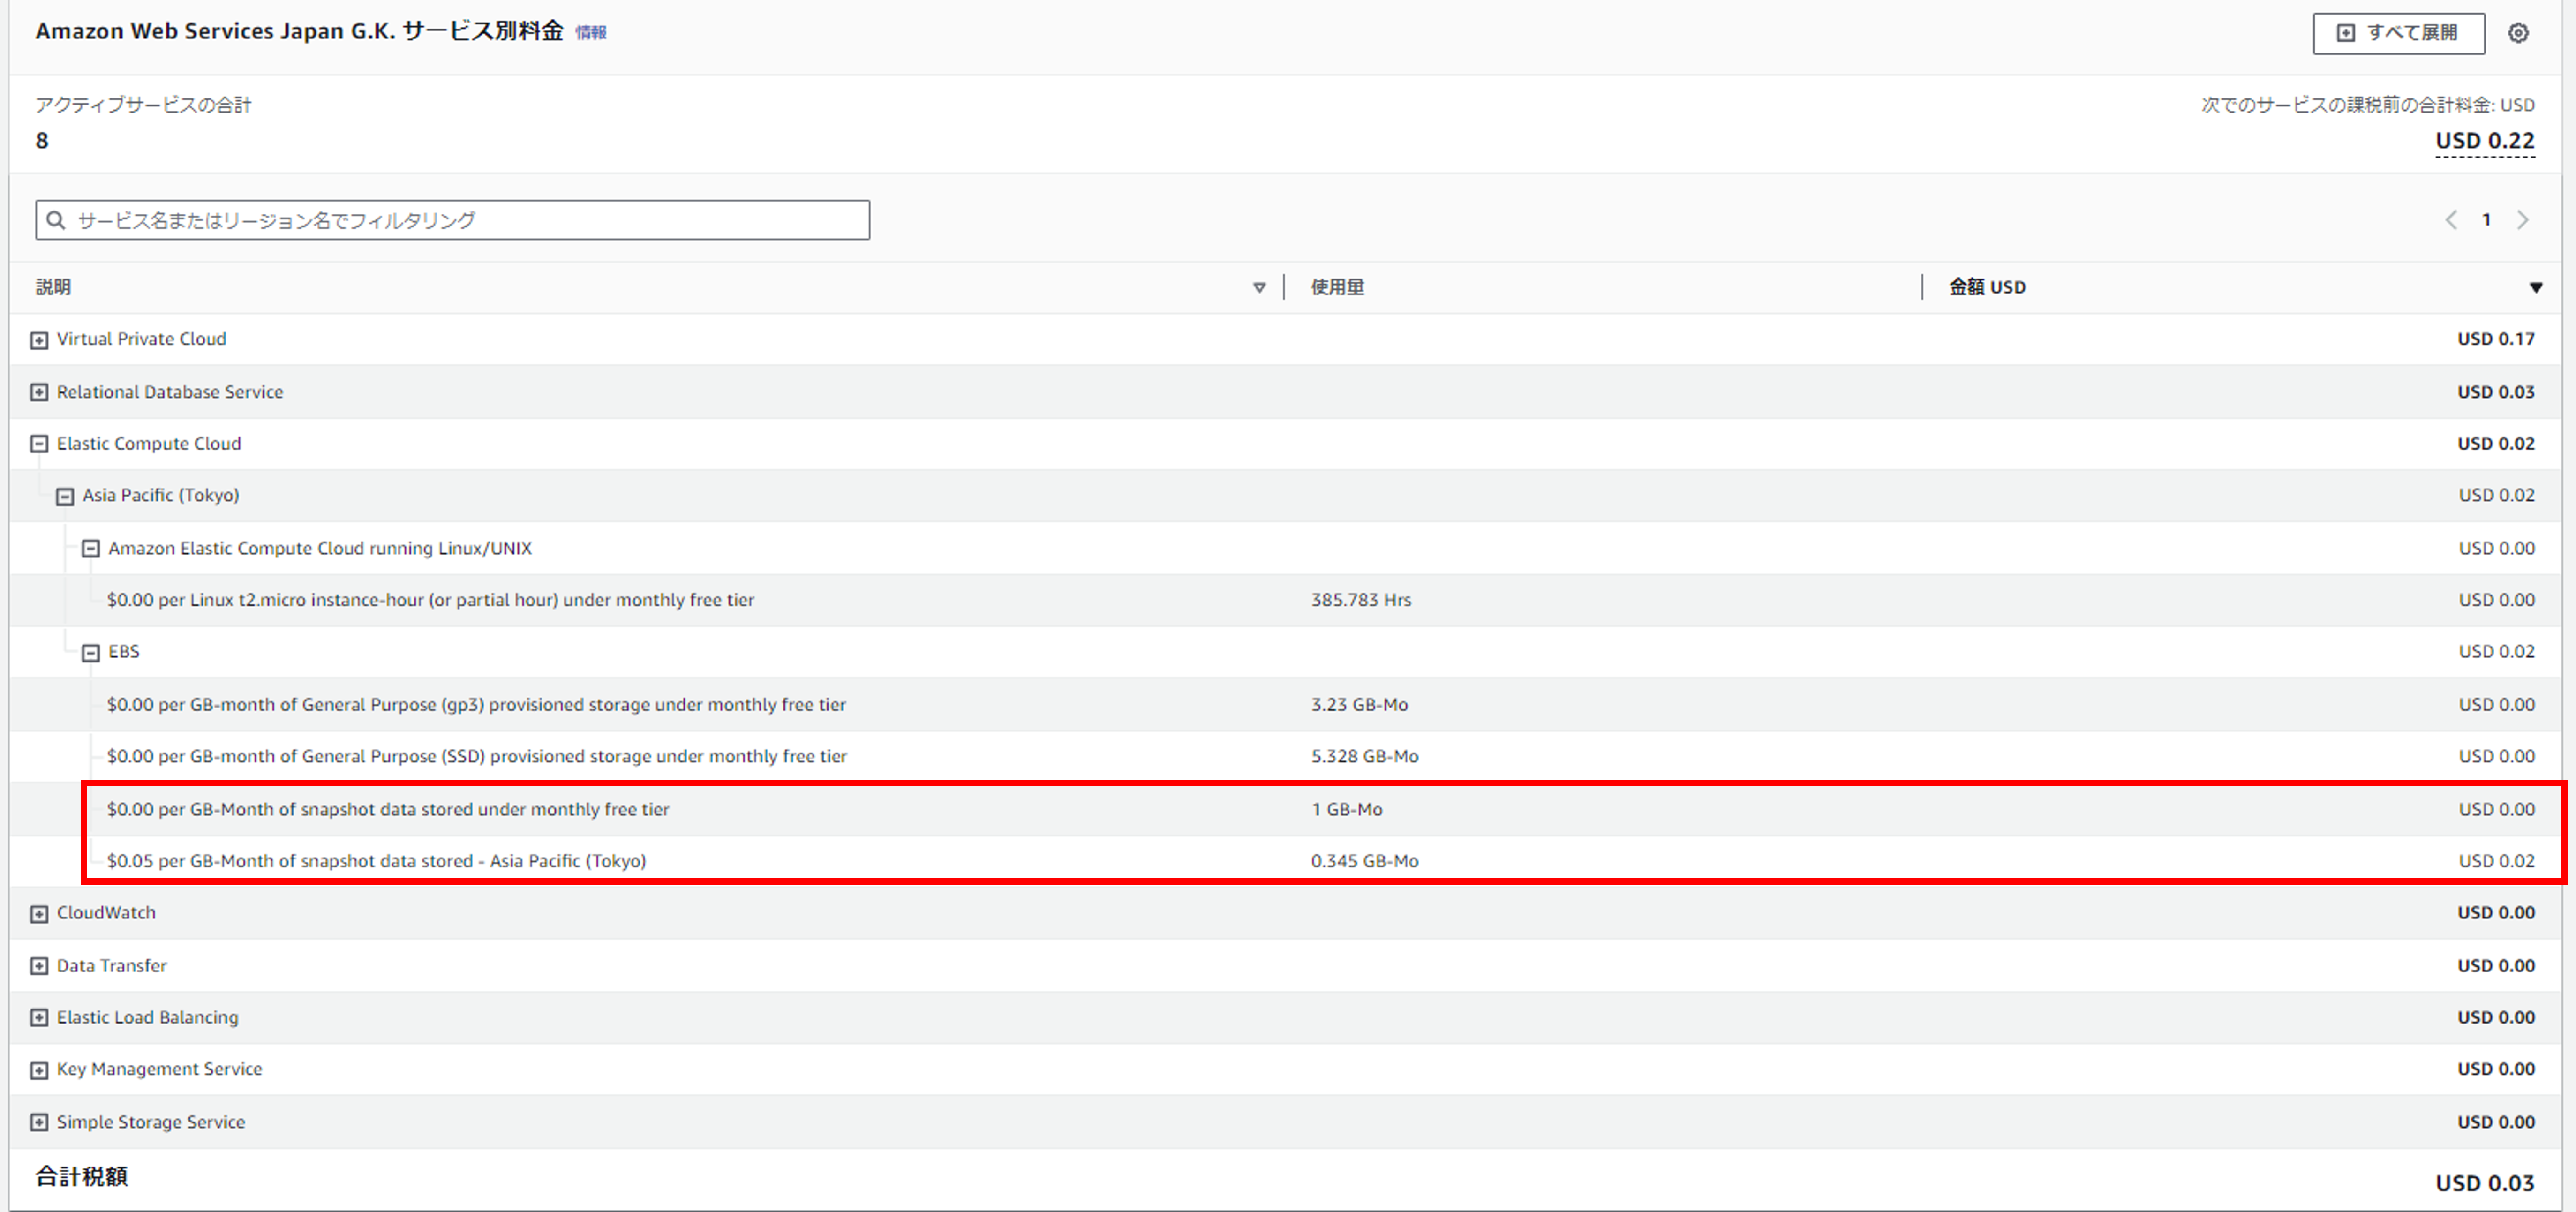 Amazon Web Services Japan G.K. サービス別料金 情報
すべて展開
アクティブサービスの合計
次でのサービスの課税前の合計料金: USD
8
USD 0.22
サービス名またはリージョン名でフィルタリング
1
説明 使用量 金額 USD
Virtual Private Cloud USD 0.17
Relational Database Service USD 0.03
Elastic Compute Cloud USD 0.02
Asia Pacific (Tokyo) USD 0.02
Amazon Elastic Compute Cloud running Linux/UNIX USD 0.00
$0.00 per Linux t2.micro instance-hour (or partial hour) under monthly free tier 385.783 Hrs USD 0.00
EBS USD 0.02
$0.00 per GB-month of General Purpose (gp3) provisioned storage under monthly free tier 3.23 GB-Mo USD 0.00
$0.00 per GB-month of General Purpose (SSD) provisioned storage under monthly free tier 5.328 GB-Mo USD 0.00
$0.00 per GB-Month of snapshot data stored under monthly free tier 1 GB-Mo USD 0.00
$0.05 per GB-Month of snapshot data stored - Asia Pacific (Tokyo) 0.345 GB-Mo USD 0.02
CloudWatch USD 0.00
Data Transfer USD 0.00
Elastic Load Balancing USD 0.00
Key Management Service USD 0.00
Simple Storage Service USD 0.00
合計税額 USD 0.03